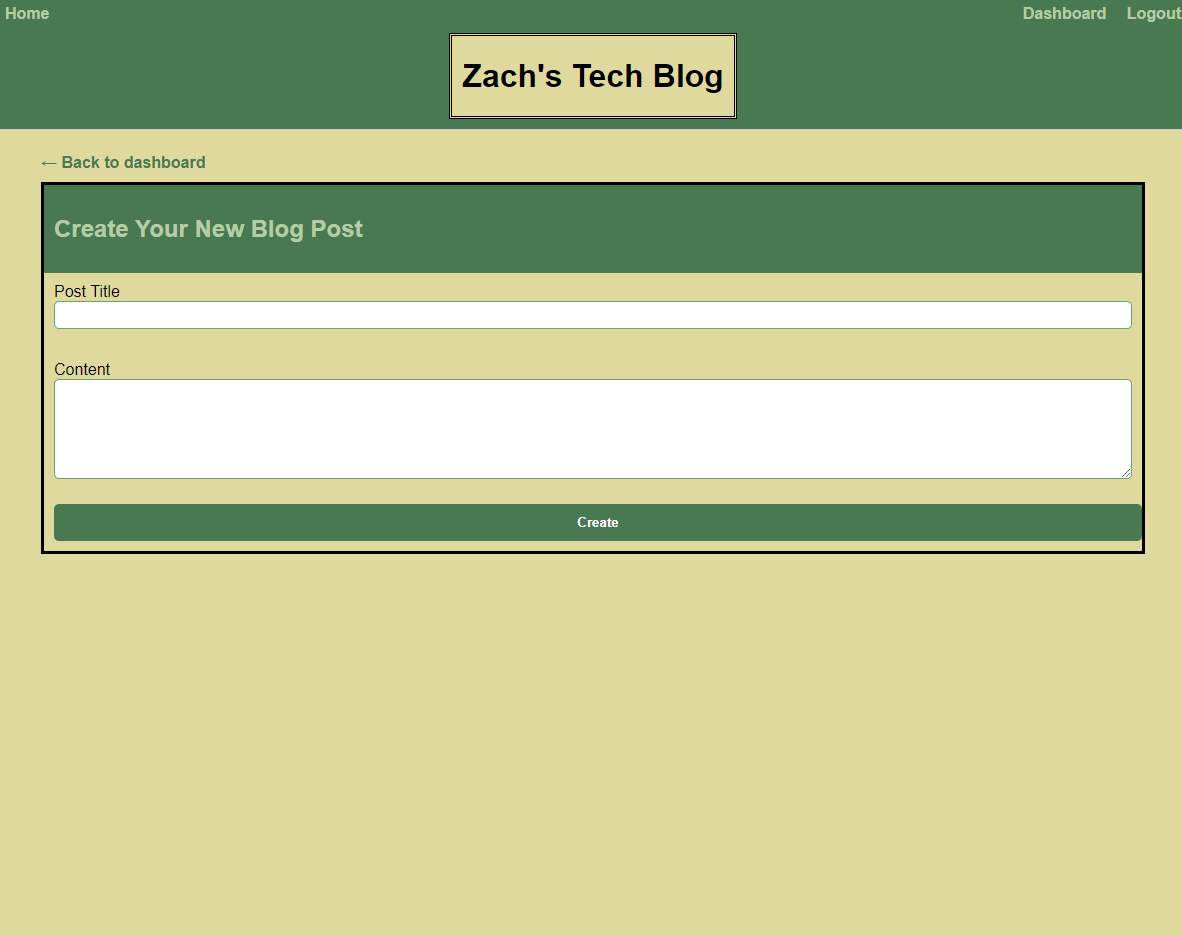 Home
Dashboard
Logout
Zach's Tech Blog
← Back to dashboard
Create Your New Blog Post
Post Title
Content
Create